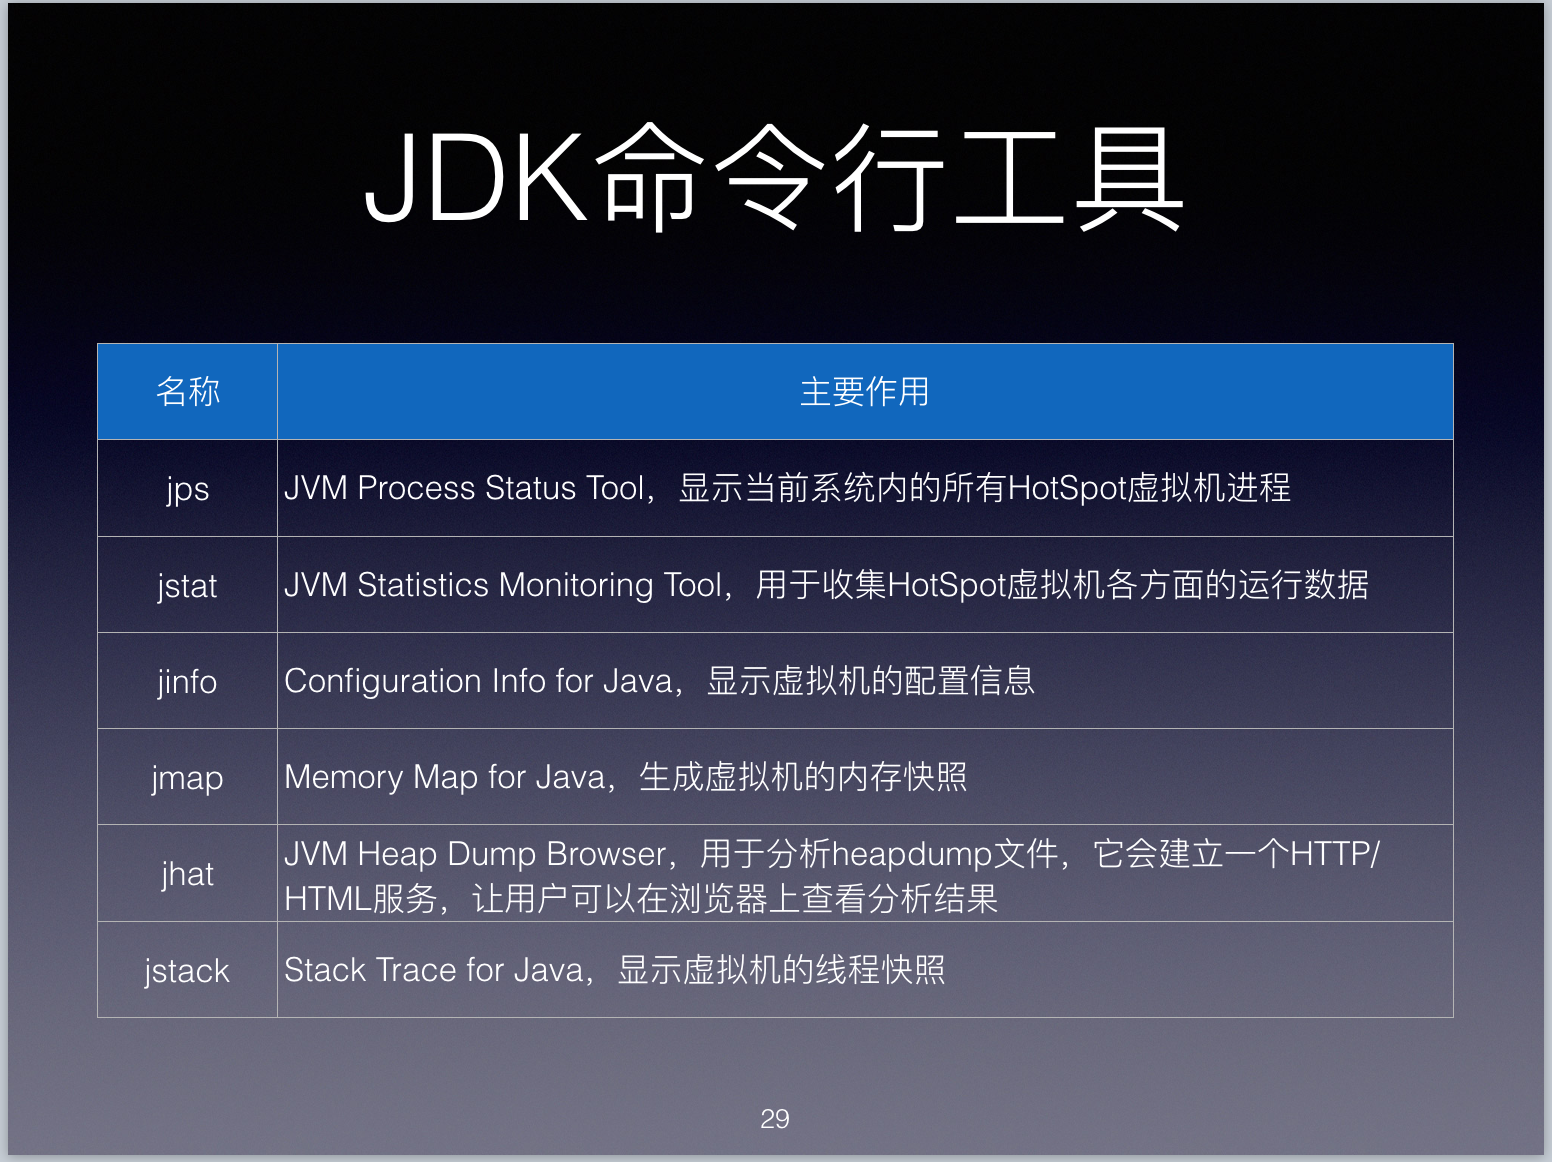 JDK命令行工具
名称
主要作用
jps
JVM Process Status Tool，显示当前系统内的所有HotSpot虚拟机进程
jstat
JVM Statistics Monitoring Tool，用于收集HotSpot虚拟机各方面的运行数据
jinfo
Configuration Info for Java，显示虚拟机的配置信息
jmap
Memory Map for Java，生成虚拟机的内存快照
jhat
JVM Heap Dump Browser，用于分析heapdump文件，它会建立一个HTTP/
HTML服务，让用户可以在浏览器上查看分析结果
jstack
Stack Trace for Java，显示虚拟机的线程快照
29